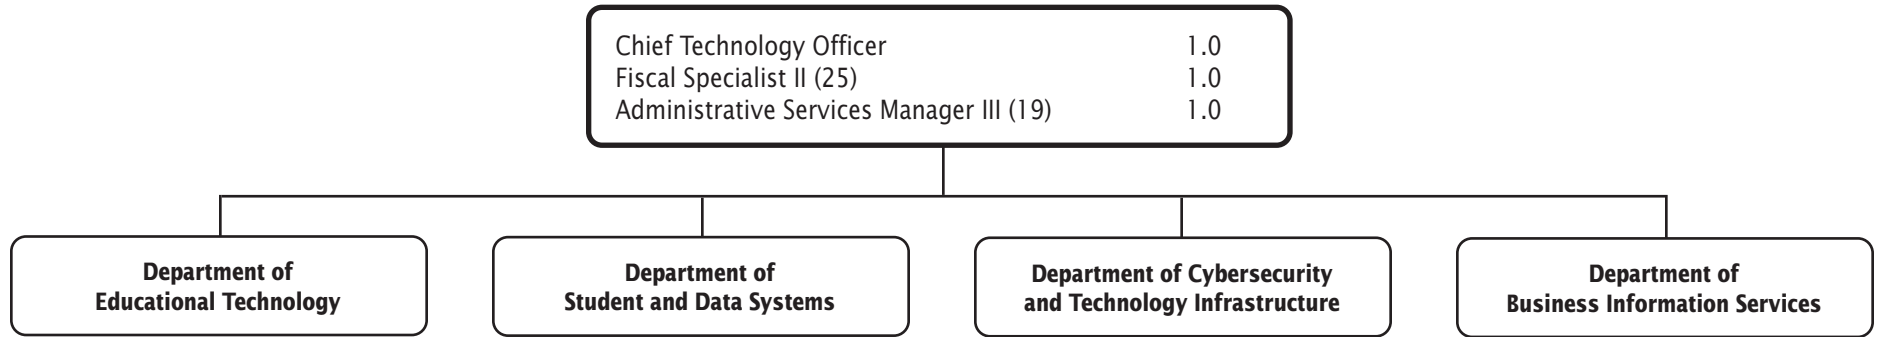 Chief Technology Officer 1.0
Fiscal Specialist II (25) 1.0
Administrative Services Manager III (19) 1.0
Department of
Educational Technology
Department of
Student and Data Systems
Department of Cybersecurity
and Technology Infrastructure
Department of
Business Information Services